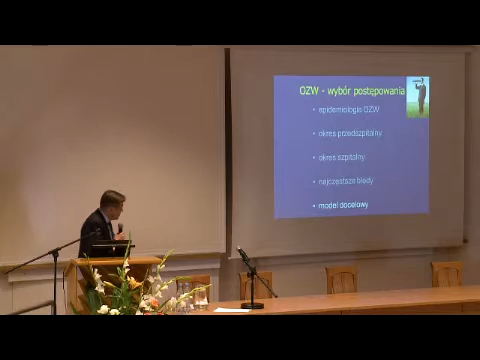 OZW - wybór postępowania
• epidemiologia OZW
• okres przedszpitalny
• okres szpitalny
• najczęstsze błędy
• model docelowy